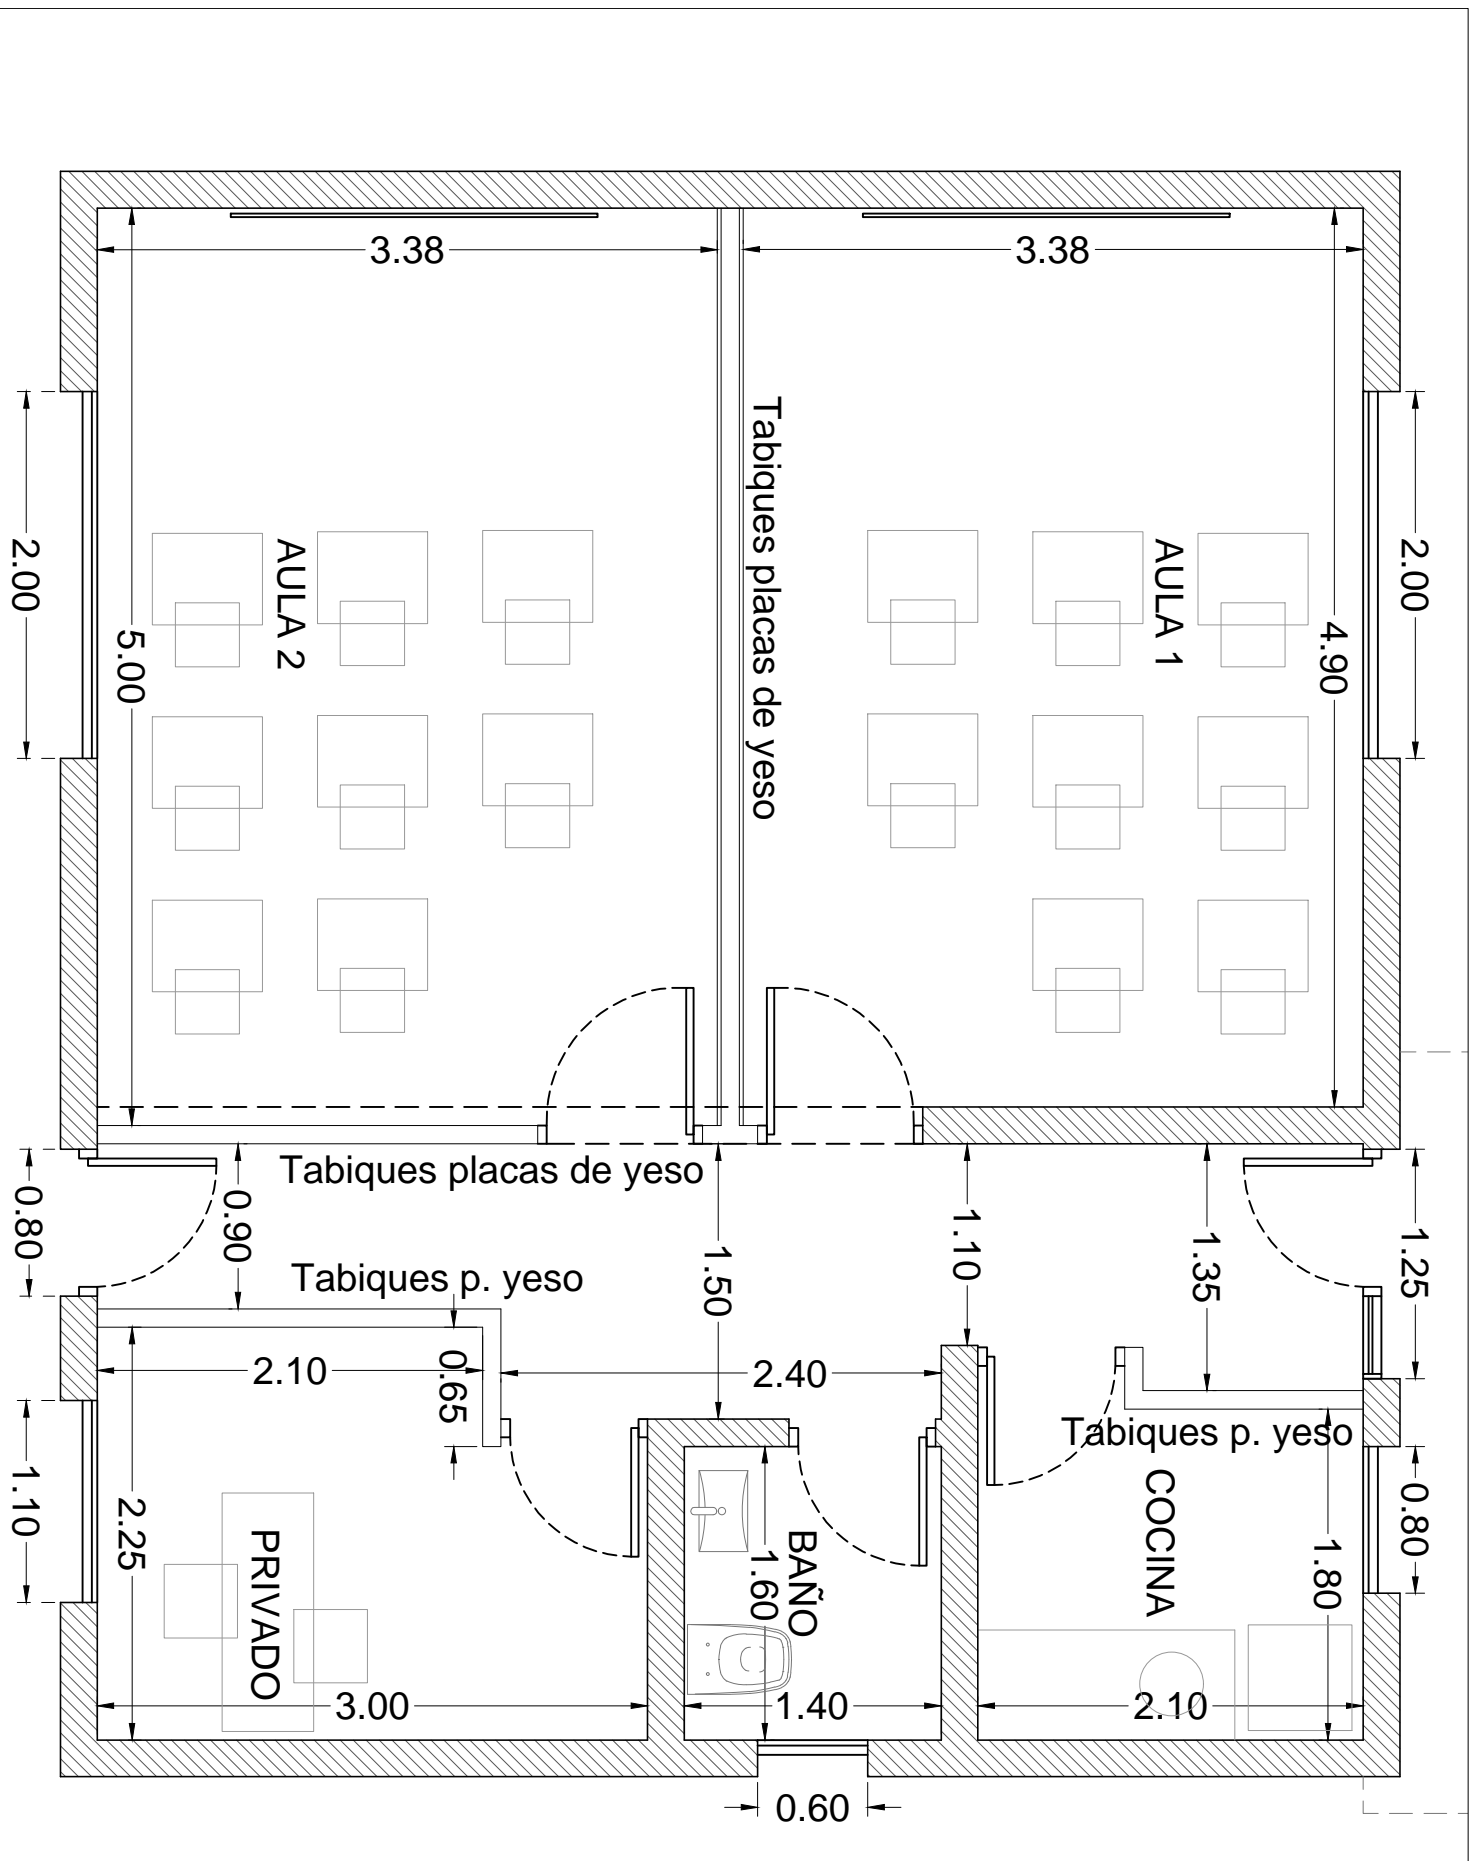 3.38
3.38
2.00
AULA 2
5.00
Tabiques placas de yeso
AULA 1
4.90
2.00
0.80
0.90
Tabiques placas de yeso
1.50
1.10
1.35
1.25
Tabiques p. yeso
2.10
0.65
2.40
Tabiques p. yeso
1.10
2.25
PRIVADO
BAÑO
1.60
COCINA
1.80
0.80
3.00
1.40
2.10
0.60